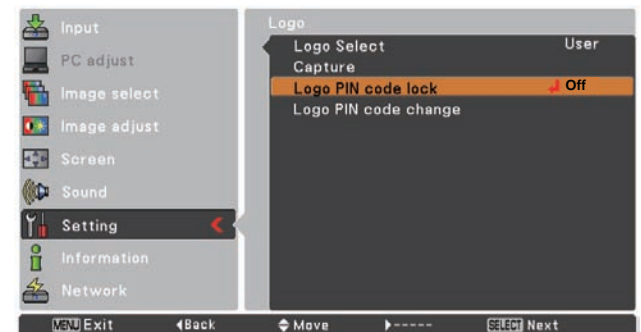 Input
PC adjust
Image select
Image adjust
Screen
Sound
Setting
Information
Network
Logo
Logo Select User
Capture
Logo PIN code lock Off
Logo PIN code change
MENU Exit Back Move ----- SELECT Next